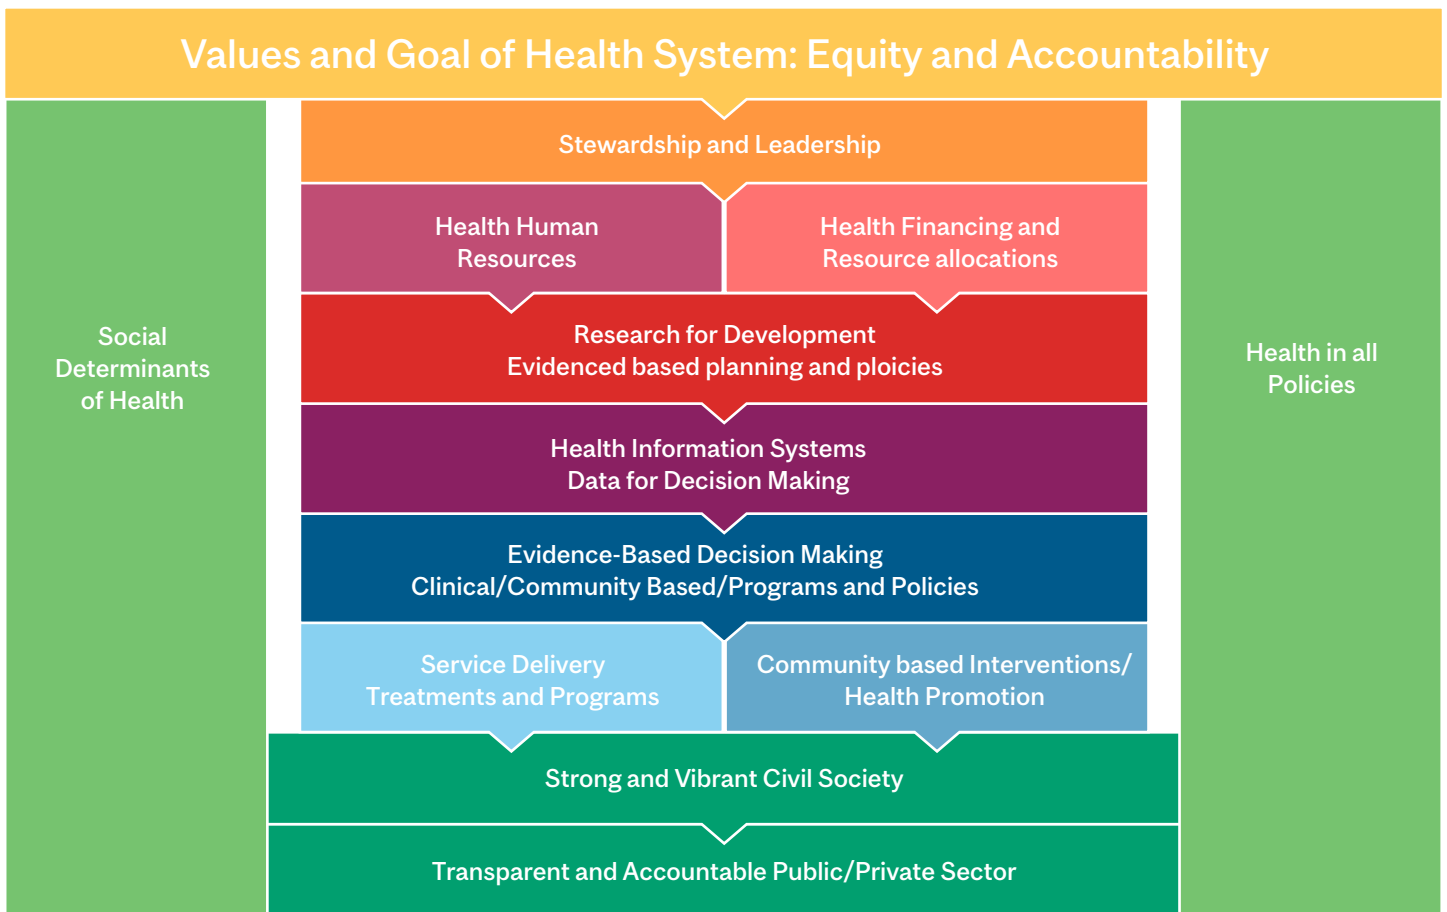 Values and Goal of Health System: Equity and Accountability
Stewardship and Leadership
Health Human
Resources
Health Financing and
Resource allocations
Social
Determinants
of Health
Research for Development
Evidenced based planning and ploicies
Health in all
Policies
Health Information Systems
Data for Decision Making
Evidence-Based Decision Making
Clinical/Community Based/Programs and Policies
Service Delivery
Treatments and Programs
Community based Interventions/
Health Promotion
Strong and Vibrant Civil Society
Transparent and Accountable Public/Private Sector